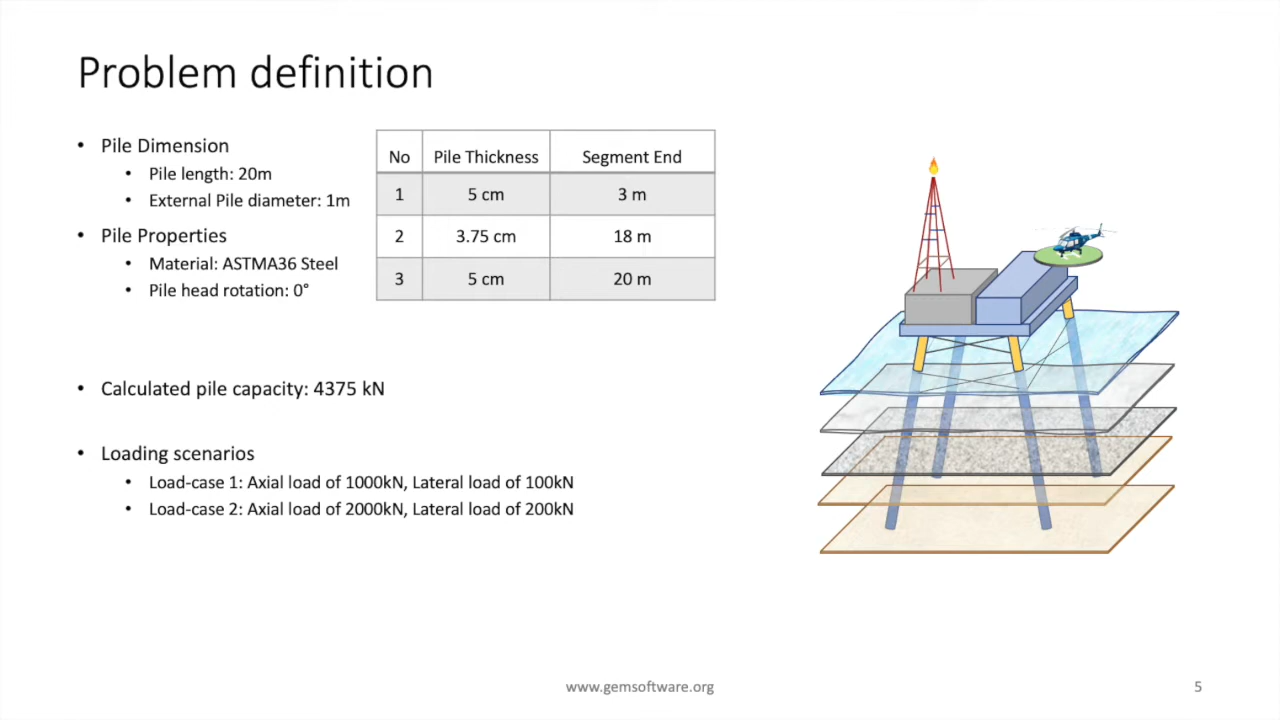 Problem definition
• Pile Dimension
• Pile length: 20m
• External Pile diameter: 1m
• Pile Properties
• Material: ASTMA36 Steel
• Pile head rotation: 0°
No Pile Thickness Segment End
1 5 cm 3 m
2 3.75 cm 18 m
3 5 cm 20 m
• Calculated pile capacity: 4375 kN
• Loading scenarios
• Load-case 1: Axial load of 1000kN, Lateral load of 100kN
• Load-case 2: Axial load of 2000kN, Lateral load of 200kN
www.gemsoftware.org
5